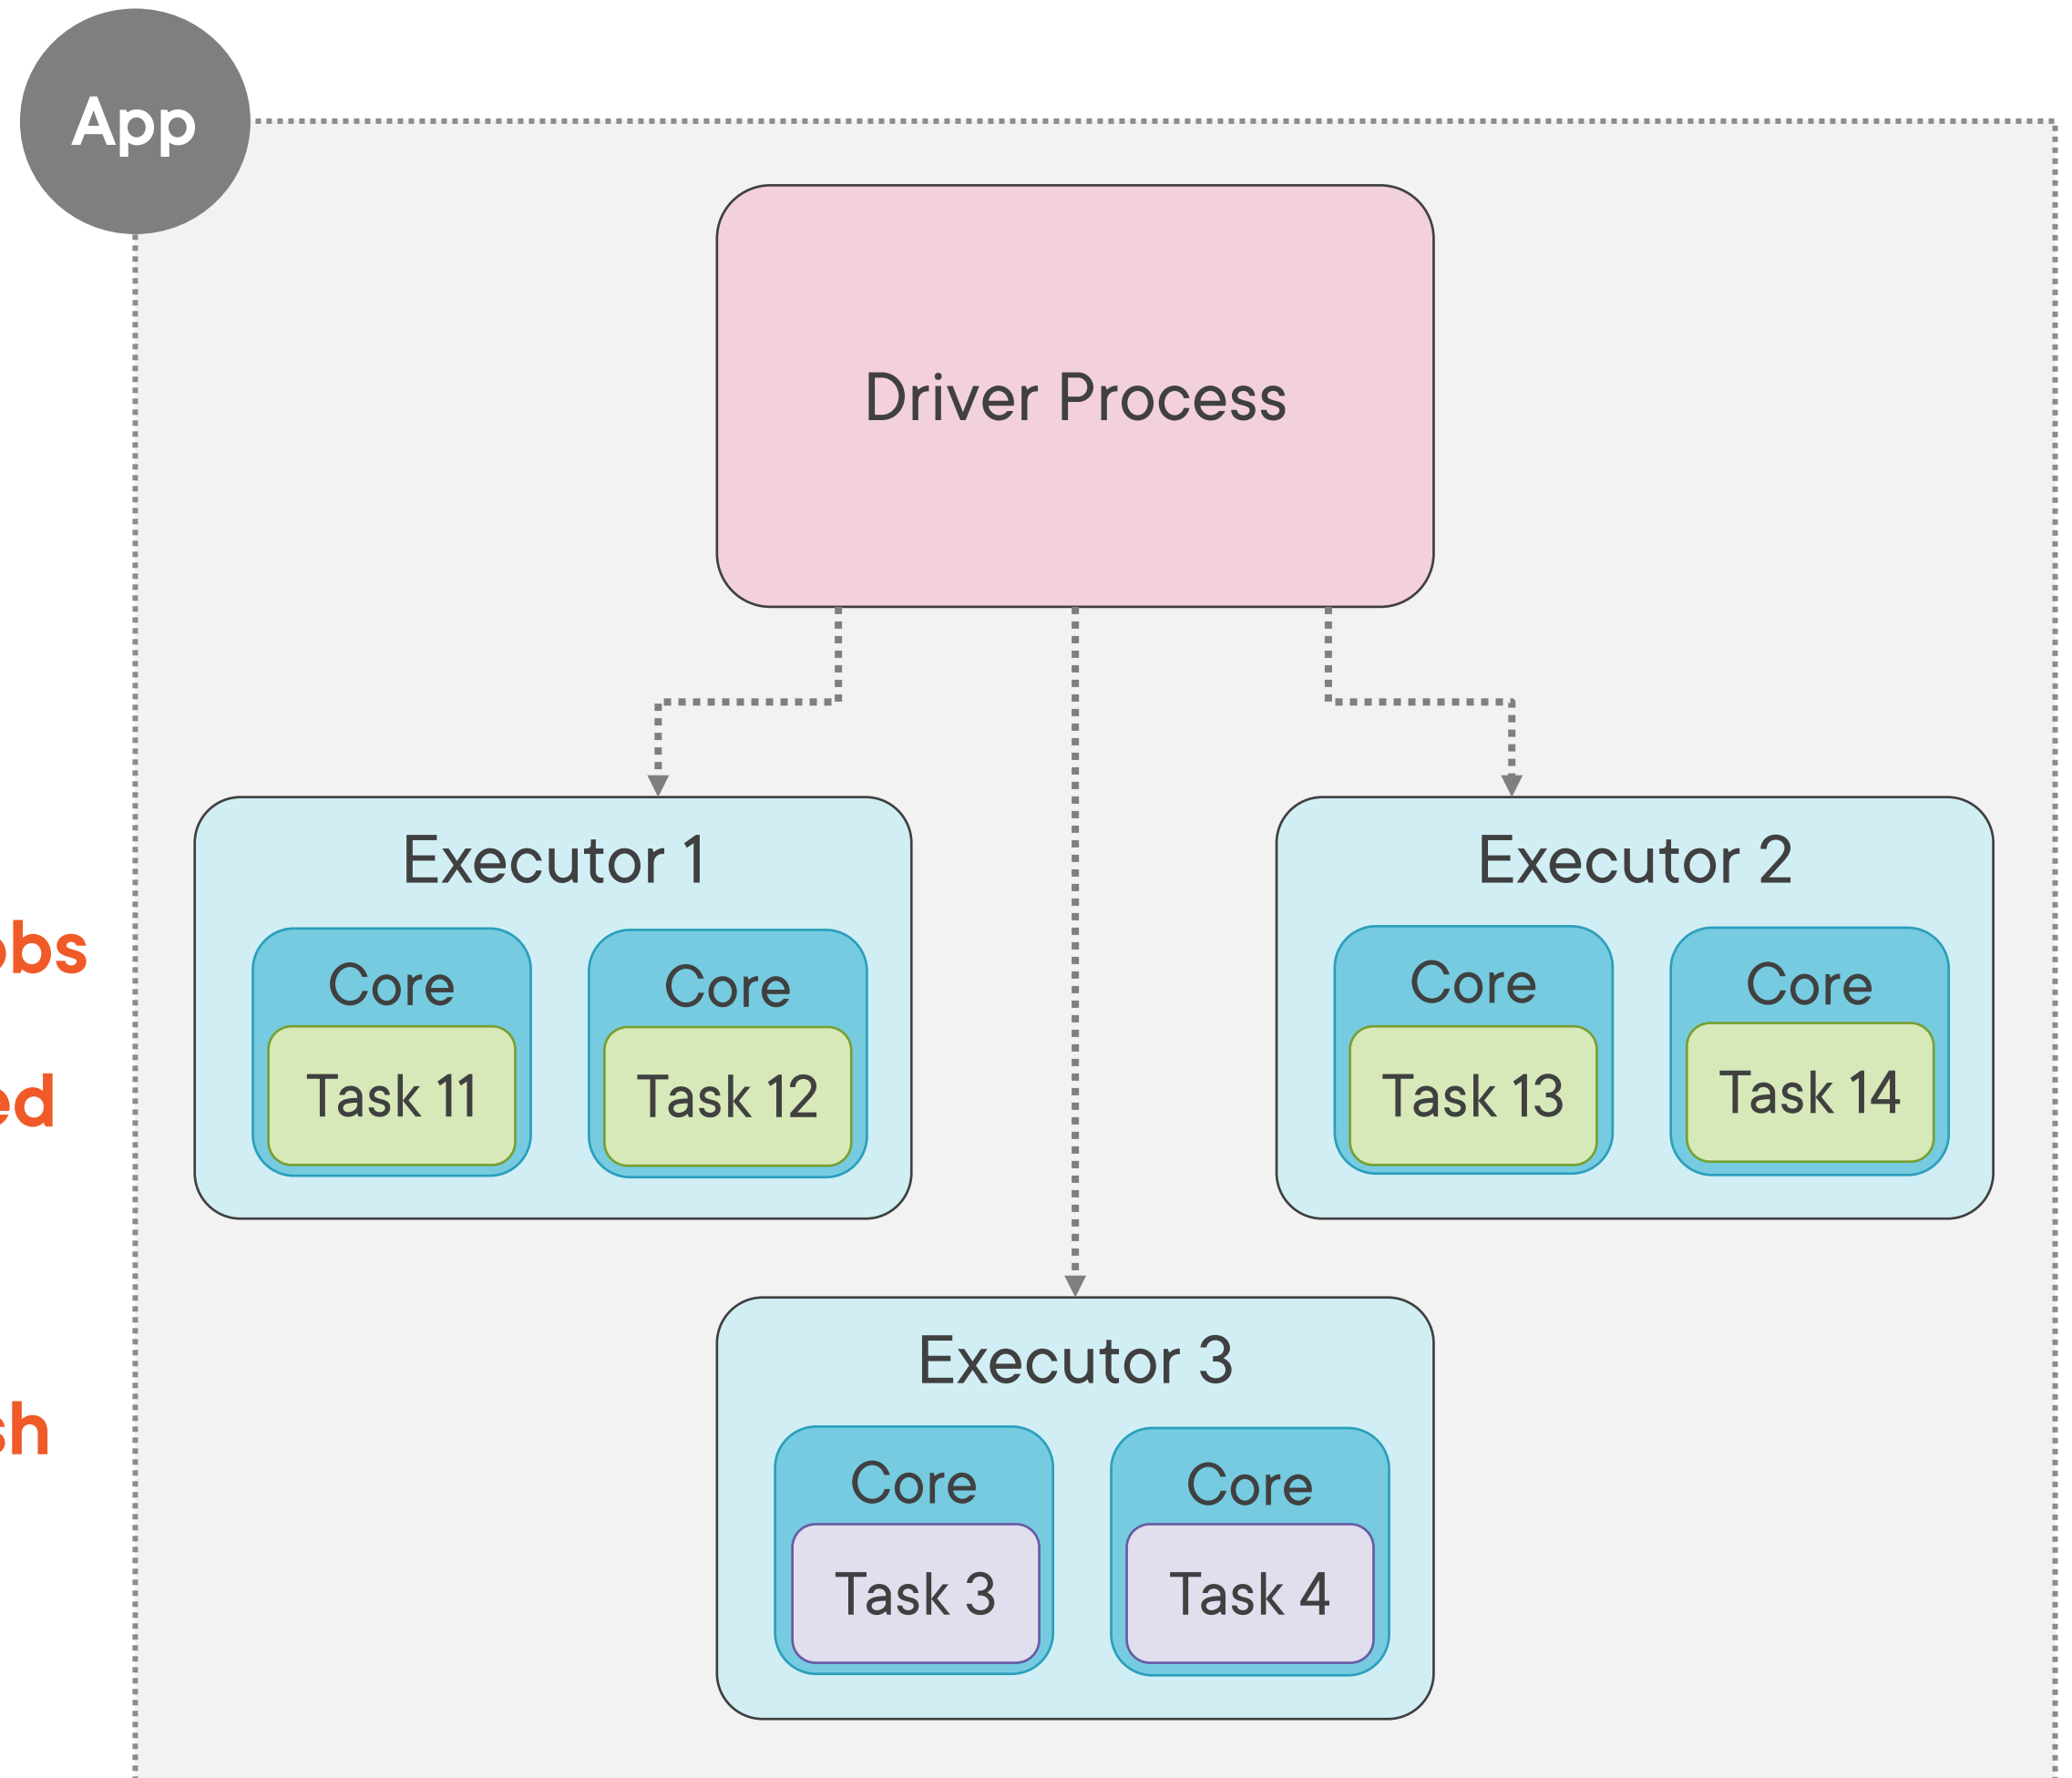 App
Driver Process
Executor 1
Executor 2
Core
Core
Core
Core
Task 11
Task 12
Task 13
Task 14
Executor 3
Core
Core
Task 3
Task 4